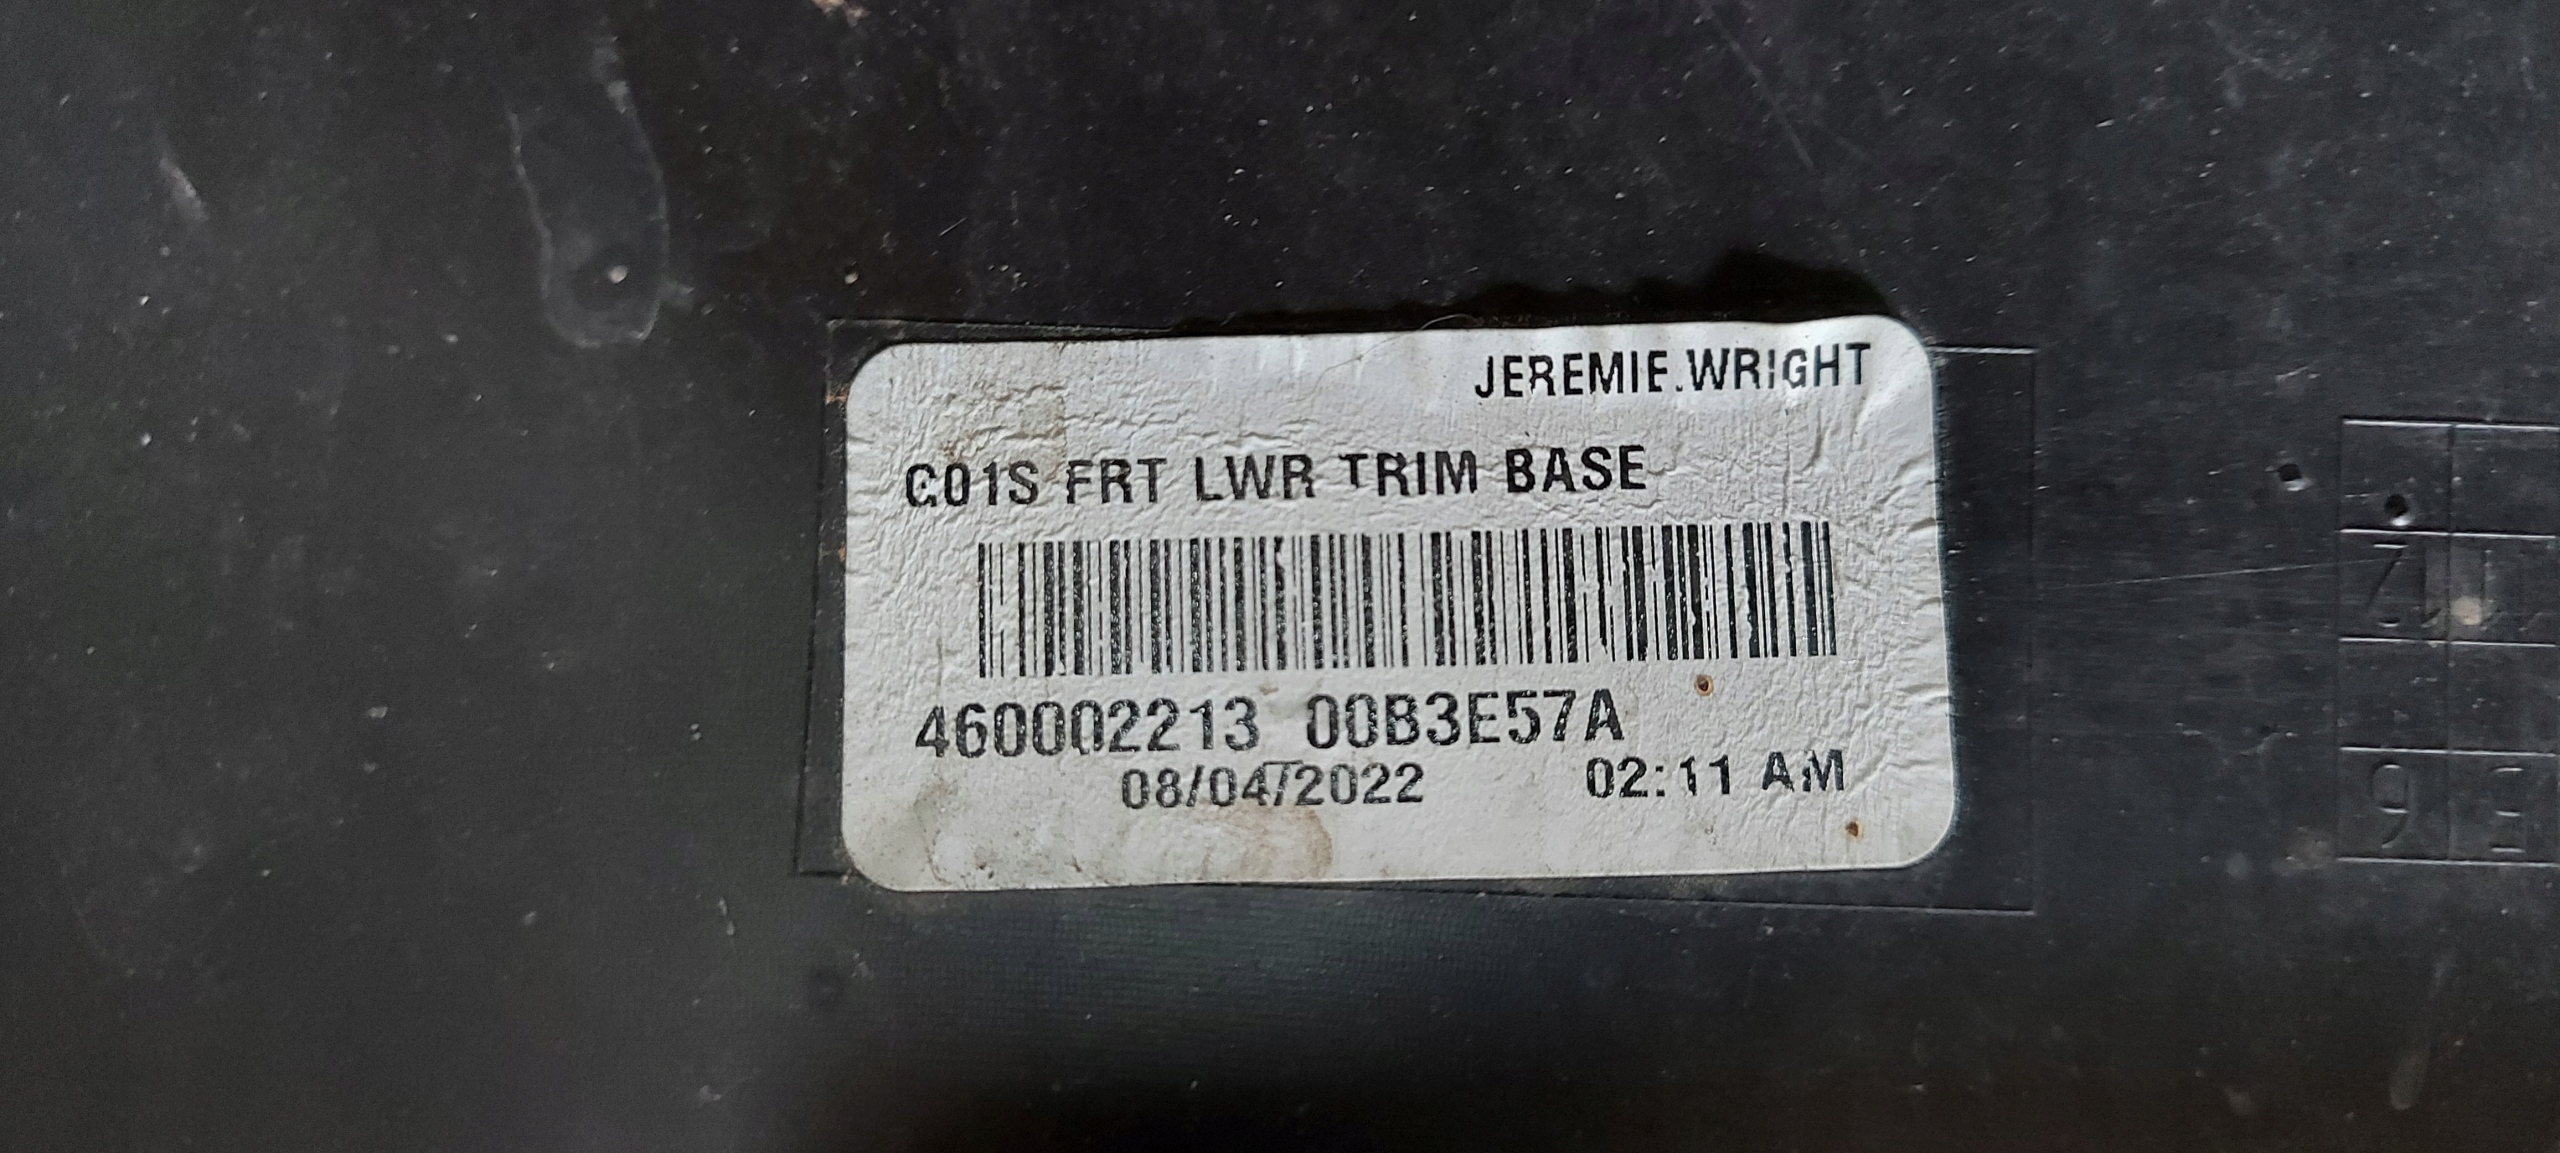 JEREMIE.WRIGHT
C01S FRT LWR TRIM BASE
460002213 00B3E57A
08/04/2022 02:11 AM